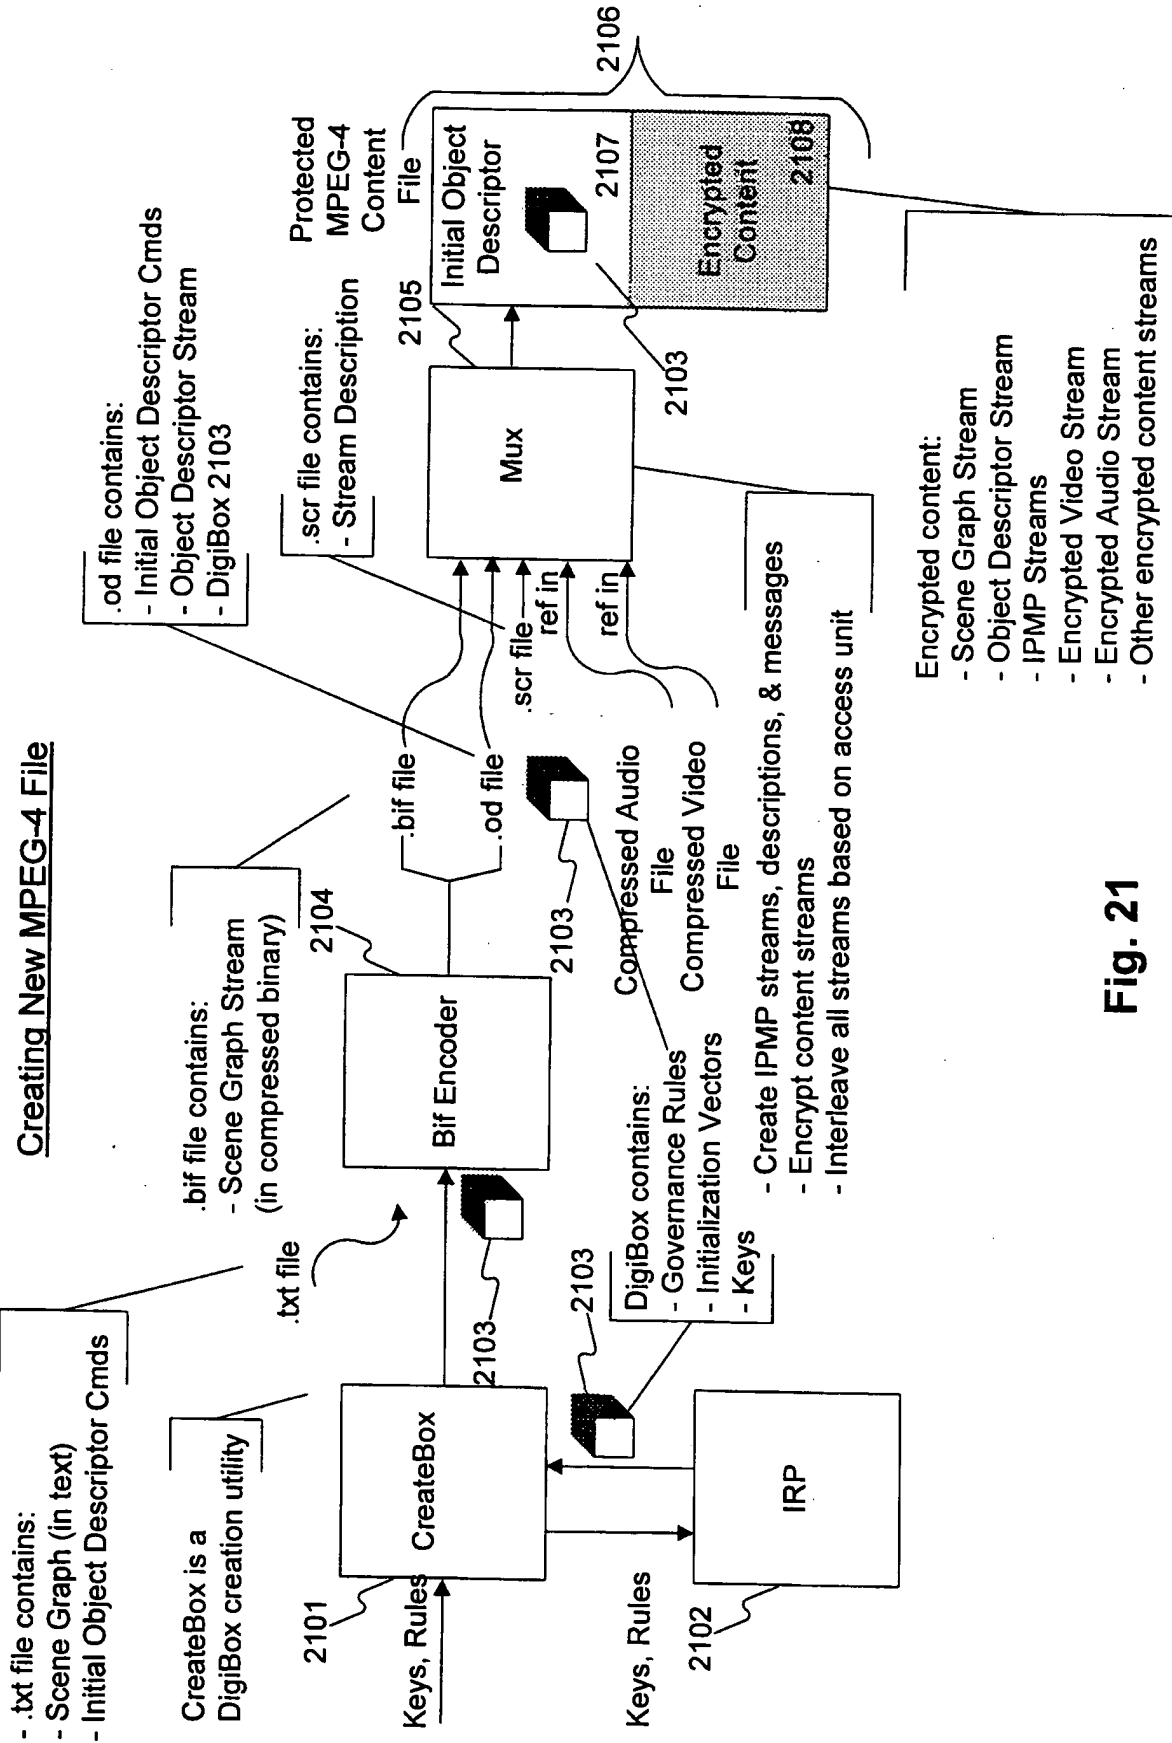 Creating New MPEG-4 File
- .txt file contains:
- Scene Graph (in text)
- Initial Object Descriptor Cmds
CreateBox is a
DigiBox creation utility
.bif file contains:
- Scene Graph Stream
(in compressed binary)
.od file contains:
- Initial Object Descriptor Cmds
- Object Descriptor Stream
- DigiBox 2103
.scr file contains:
- Stream Description
Protected
MPEG-4
Content
File
2101
Keys, Rules
CreateBox
.txt file
2103
2104
Bif Encoder
.bif file
.od file
2103
.scr file
ref in
ref in
Compressed Audio
File
Compressed Video
File
2105
Mux
Initial Object
Descriptor
2107
2103
Encrypted
Content
2108
2106
Keys, Rules
2103
2102
IRP
DigiBox contains:
- Governance Rules
- Initialization Vectors
- Keys
- Create IPMP streams, descriptions, & messages
- Encrypt content streams
- Interleave all streams based on access unit
Encrypted content:
- Scene Graph Stream
- Object Descriptor Stream
- IPMP Streams
- Encrypted Video Stream
- Encrypted Audio Stream
- Other encrypted content streams
Fig. 21